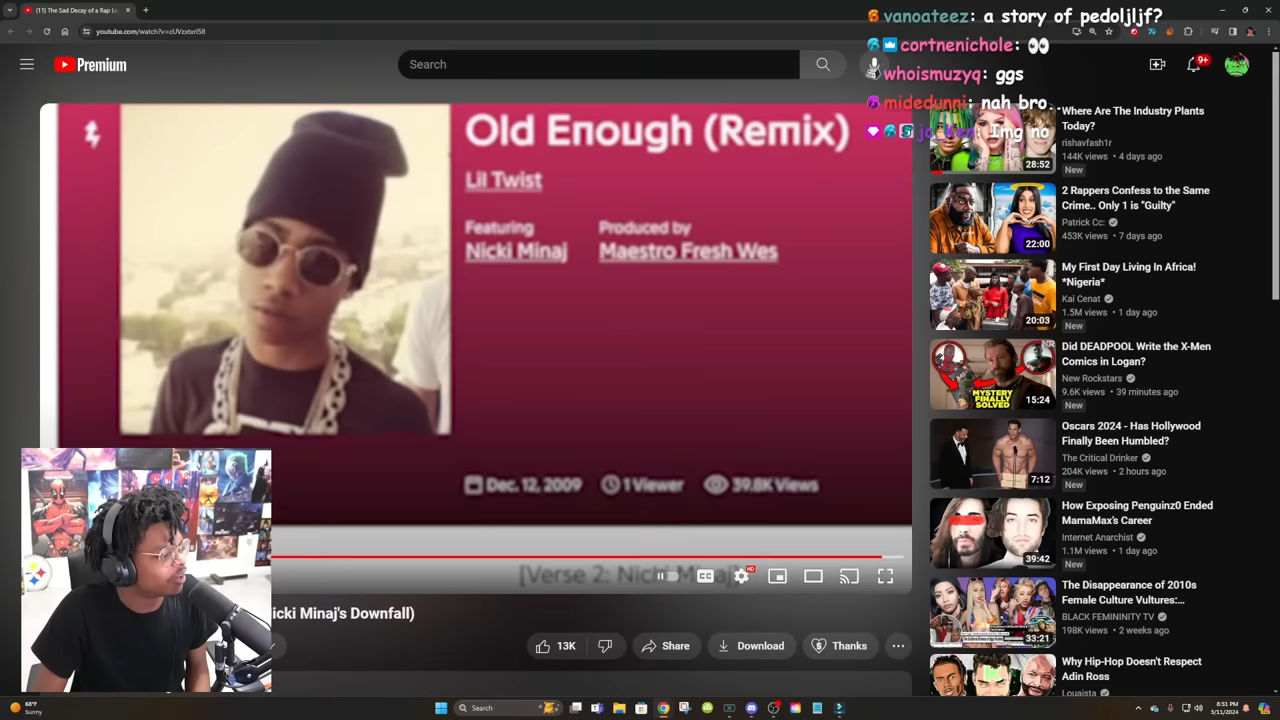 (11) The Sad Decay of a Rap Le
youtube.com/watch?v=cUVzxtxrI58
Premium
Search
9+
vanoateez: a story of pedoljljf?
cortnenichole:
whoismuzyq: ggs
midedunni: nah bro..
Img no
Old Enough (Remix)
Lil Twist
Featuring
Nicki Minaj
Produced by
Maestro Fresh Wes
Dec. 12, 2009
1 Viewer
39.8K Views
[Verse
CC
HD
icki Minaj's Downfall)
13K
Share
Download
Thanks
Where Are The Industry Plants
Today?
rishavfash1r
144K views • 4 days ago
New
28:52
2 Rappers Confess to the Same
Crime.. Only 1 is "Guilty"
Patrick Cc:
453K views • 7 days ago
22:00
My First Day Living In Africa!
*Nigeria*
Kai Cenat
1.5M views • 1 day ago
New
20:03
Did DEADPOOL Write the X-Men
Comics in Logan?
New Rockstars
9.6K views • 39 minutes ago
New
NR
MYSTERY
FINALLY
SOLVED
15:24
Oscars 2024 - Has Hollywood
Finally Been Humbled?
The Critical Drinker
204K views • 2 hours ago
New
7:12
How Exposing Penguinz0 Ended
MamaMax's Career
Internet Anarchist
1.1M views • 1 day ago
New
39:42
The Disappearance of 2010s
Female Culture Vultures:...
BLACK FEMININITY TV
198K views • 2 weeks ago
33:21
Why Hip-Hop Doesn't Respect
Adin Ross
Louaista
68°F
Sunny
Search
8:51 PM
3/11/2024